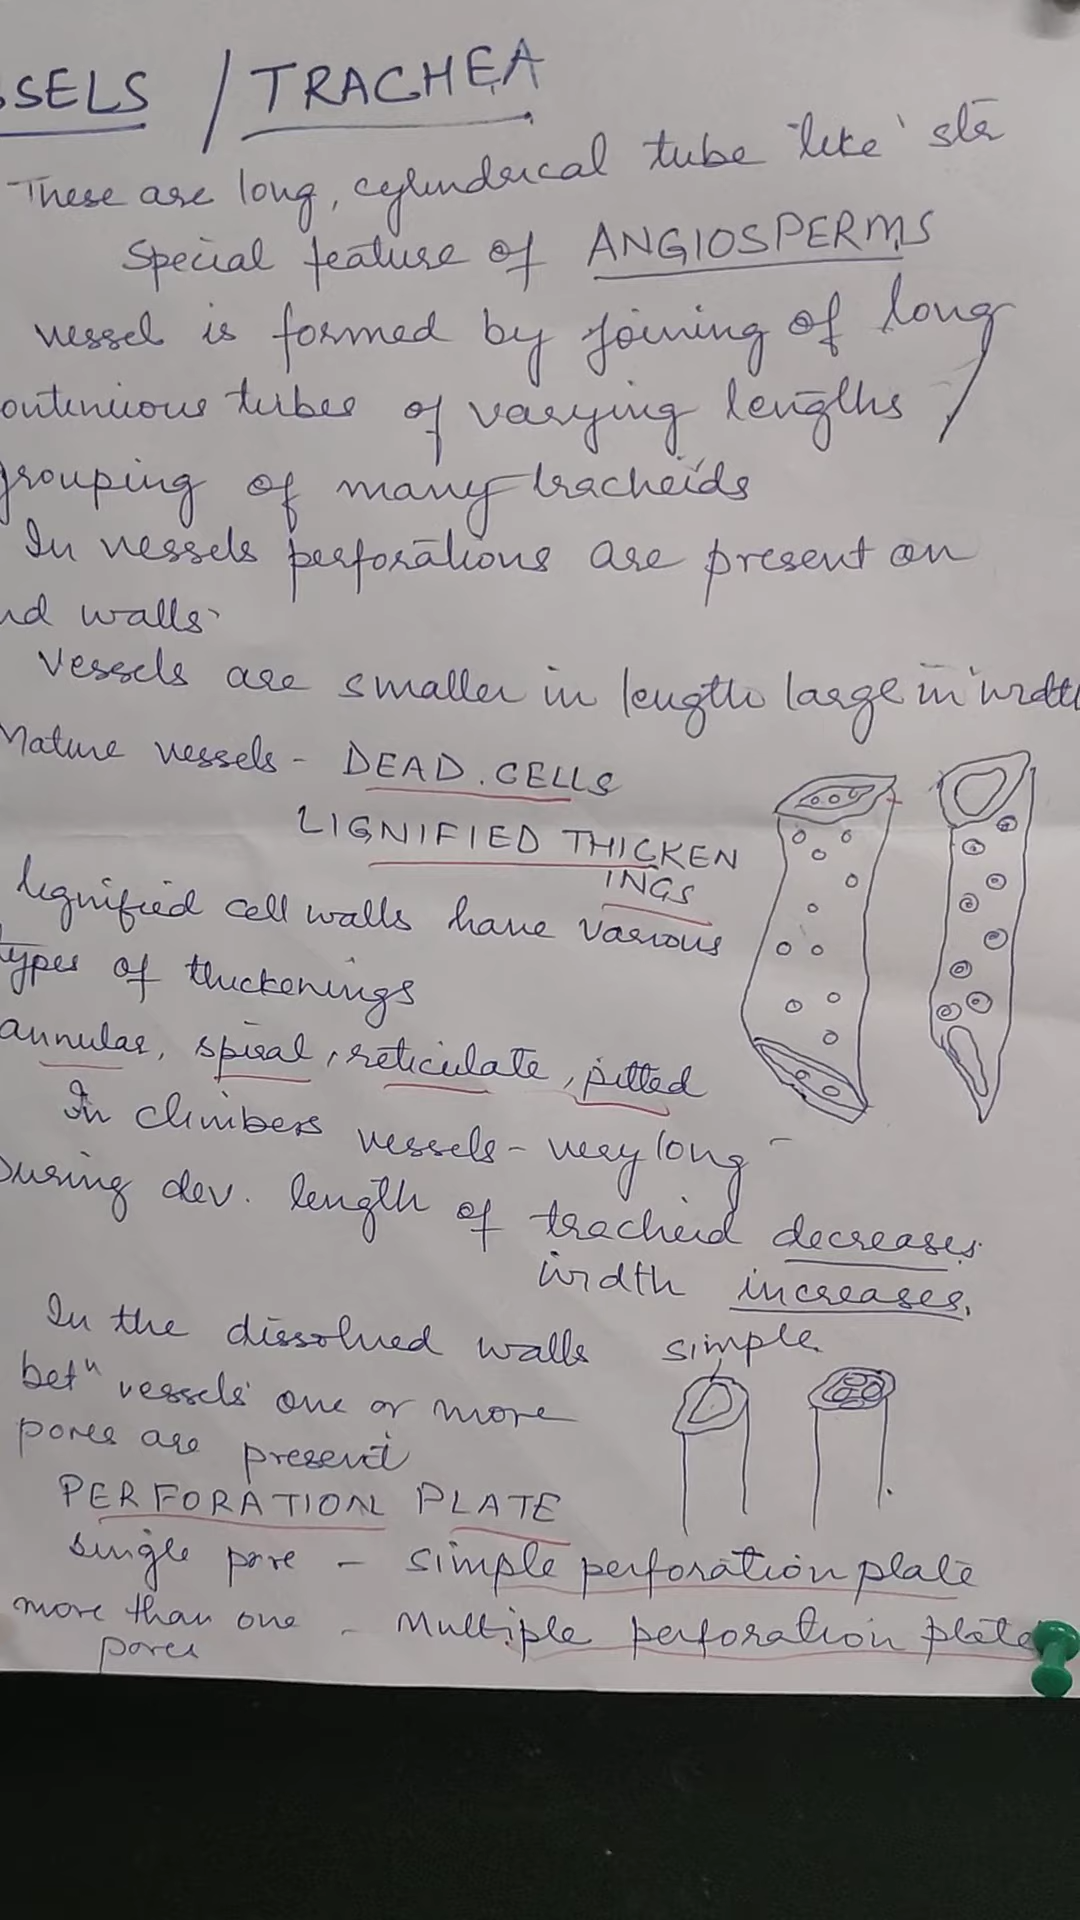 SSELS / TRACHEA
These are long, cylindrical tube 'like' str
Special feature of ANGIOSPERMS
vessel is formed by joining of long
ontinuous tubes of varying lengths /
grouping of many tracheids
In vessels perforations are present on
nd walls.
Vessels are smaller in length large in width
Mature vessels - DEAD CELLS
LIGNIFIED THICKEN
INGS
lignified cell walls have various
types of thickenings
annular, spiral, reticulate, pitted
In climbers vessels - very long -
During dev. length of tracheid decreases.
width increases.
In the dissolved walls simple
betn vessels one or more
pores are present
PERFORATION PLATE
single pore - simple perforation plate
more than one - Multiple perforation plate
pores